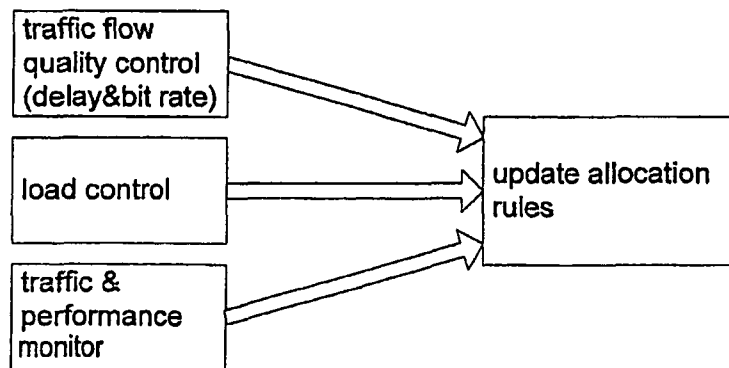 traffic flow
quality control
(delay&bit rate)
load control
traffic &
performance
monitor
update allocation
rules